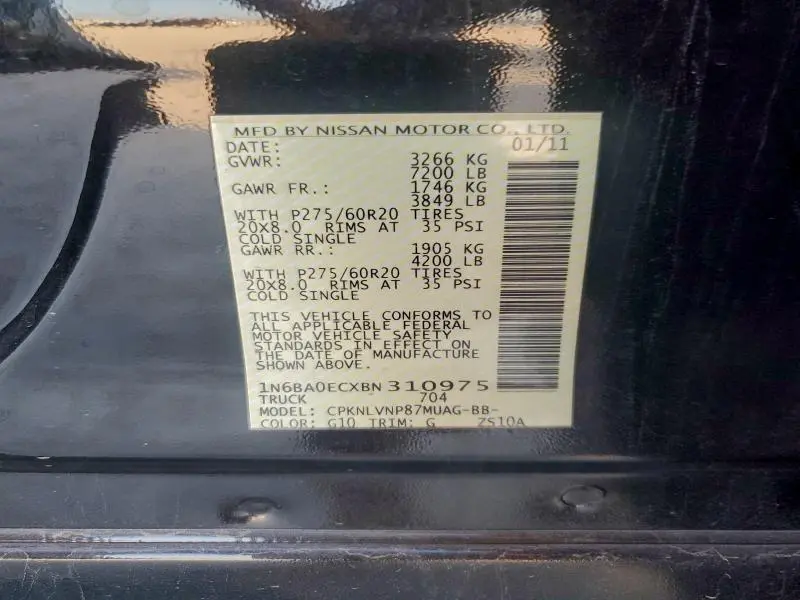 MFD BY NISSAN MOTOR CO., LTD.
DATE: 01/11
GVWR: 3266 KG
7200 LB
GAWR FR.: 1746 KG
3849 LB
WITH P275/60R20 TIRES
20X8.0 RIMS AT 35 PSI
COLD SINGLE
GAWR RR.: 1905 KG
4200 LB
WITH P275/60R20 TIRES
20X8.0 RIMS AT 35 PSI
COLD SINGLE
THIS VEHICLE CONFORMS TO
ALL APPLICABLE FEDERAL
MOTOR VEHICLE SAFETY
STANDARDS IN EFFECT ON
THE DATE OF MANUFACTURE
SHOWN ABOVE.
1N6BA0ECXBN310975
TRUCK 704
MODEL: CPKNLVNP87MUAG-BB-
COLOR: G10 TRIM: G ZS10A